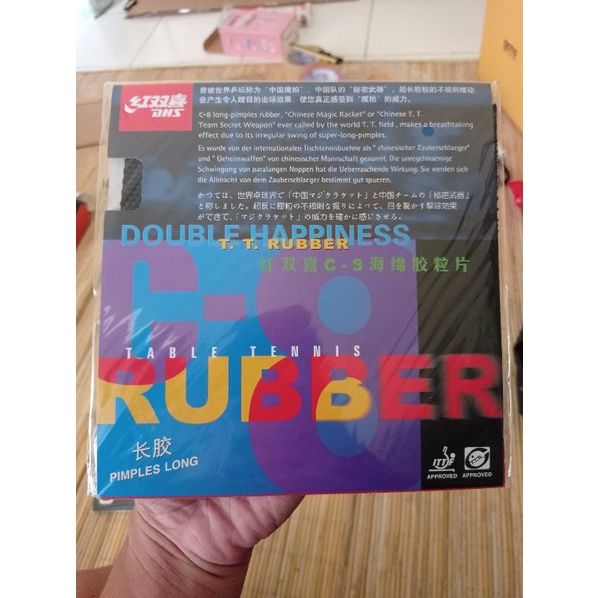 红双喜
DHS
曾被世界乒坛称为“中国魔拍”、中国队的“秘密武器”。超长胶粒的不规则推动,
会产生令人瞠目的击球效果, 使您真正感受到“魔拍”的威力。
C-8 long-pimples rubber, "Chinese Magic Racket" or "Chinese T. T.
Team Secret Weapon" ever called by the world T. T. field, makes a breathtaking
effect due to its irregular swing of super-long-pimples.
Es wurde von der internationalen Tischtennisbuehne als " chinesischer Zauberschlaeger"
und " Geheimwaffen" von chinesischer Mannschaft genannt. Die unregelmaessige
Schwingung von paralangen Noppen hat die Ueberraschende Wirkung. Sie werden sich
die Allmacht von dem Zauberschlaeger bestimmt gut spueren.
かつては、世界卓球界で「中国マジクラケット」と中国チームの「秘密武器」
と称しました。超長に膠粒の不規則な振りによつて、目を驚かす撃球効果
ができて、「マジクラケット」の威力を確かに感じさせる。
DOUBLE HAPPINESS
T. T. RUBBER
红双喜C-8海绵胶粒片
C-8
TABLE TENNIS
RUBBER
长胶
PIMPLES LONG
ITTF
APPROVED
APPROVED